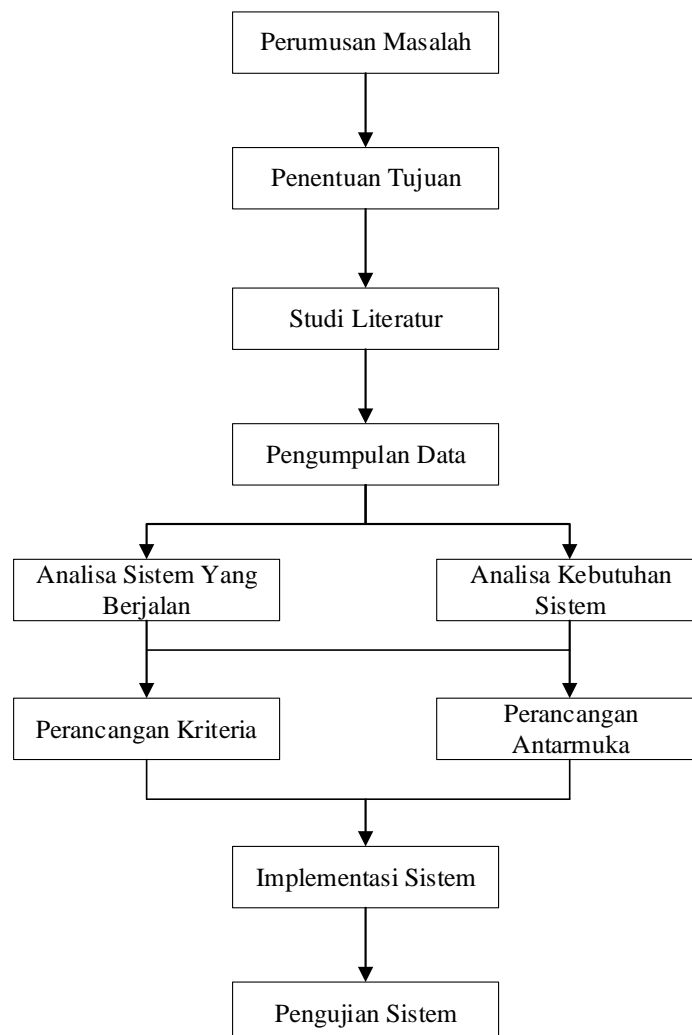 Perumusan Masalah
Penentuan Tujuan
Studi Literatur
Pengumpulan Data
Analisa Sistem Yang
Berjalan
Analisa Kebutuhan
Sistem
Perancangan Kriteria
Perancangan
Antarmuka
Implementasi Sistem
Pengujian Sistem